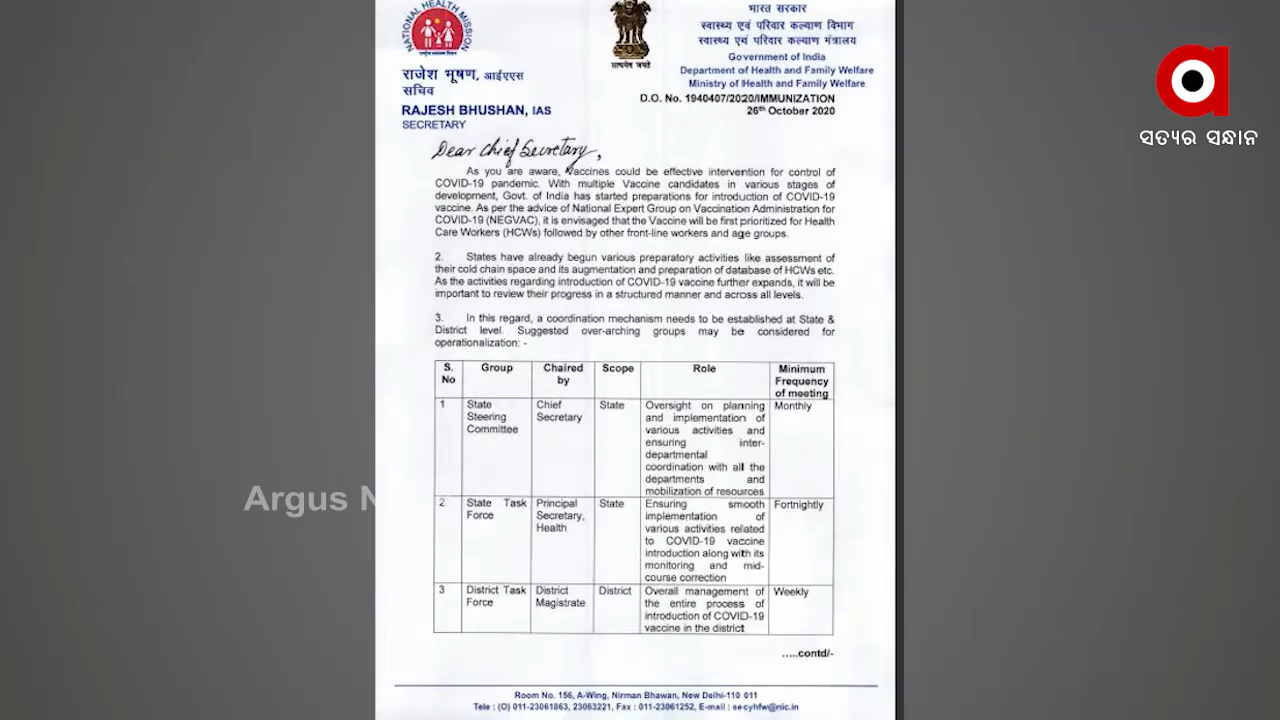 NATIONAL HEALTH MISSION
राष्ट्रीय स्वास्थ्य मिशन
राजेश भूषण, आईएएस
सचिव
RAJESH BHUSHAN, IAS
SECRETARY
सत्यमेव जयते
भारत सरकार
स्वास्थ्य एवं परिवार कल्याण विभाग
स्वास्थ्य एवं परिवार कल्याण मंत्रालय
Government of India
Department of Health and Family Welfare
Ministry of Health and Family Welfare
D.O. No. 1940407/2020/IMMUNIZATION
26th October 2020
ସତ୍ୟର ସନ୍ଧାନ
Dear Chief Secretary,
As you are aware, Vaccines could be effective intervention for control of
COVID-19 pandemic. With multiple Vaccine candidates in various stages of
development, Govt. of India has started preparations for introduction of COVID-19
vaccine. As per the advice of National Expert Group on Vaccination Administration for
COVID-19 (NEGVAC), it is envisaged that the Vaccine will be first prioritized for Health
Care Workers (HCWs) followed by other front-line workers and age groups.
2. States have already begun various preparatory activities like assessment of
their cold chain space and its augmentation and preparation of database of HCWs etc.
As the activities regarding introduction of COVID-19 vaccine further expands, it will be
important to review their progress in a structured manner and across all levels.
3. In this regard, a coordination mechanism needs to be established at State &
District level. Suggested over-arching groups may be considered for
operationalization: -
S. No Group Chaired by Scope Role Minimum Frequency of meeting
1 State Steering Committee Chief Secretary State Oversight on planning and implementation of various activities and ensuring inter-departmental coordination with all the departments and mobilization of resources Monthly
2 State Task Force Principal Secretary, Health State Ensuring smooth implementation of various activities related to COVID-19 vaccine introduction along with its monitoring and mid-course correction Fortnightly
3 District Task Force District Magistrate District Overall management of the entire process of introduction of COVID-19 vaccine in the district Weekly
.....contd/-
Room No. 156, A-Wing, Nirman Bhawan, New Delhi-110 011
Tele : (O) 011-23061863, 23063221, Fax : 011-23061252, E-mail : secyhfw@nic.in
Argus N